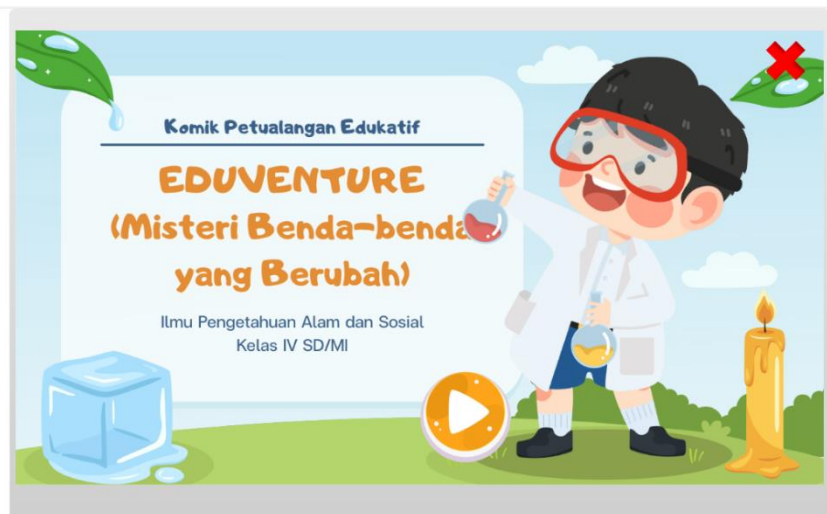 Komik Petualangan Edukatif
EDUVENTURE
(Misteri Benda-benda
yang Berubah)
Ilmu Pengetahuan Alam dan Sosial
Kelas IV SD/MI